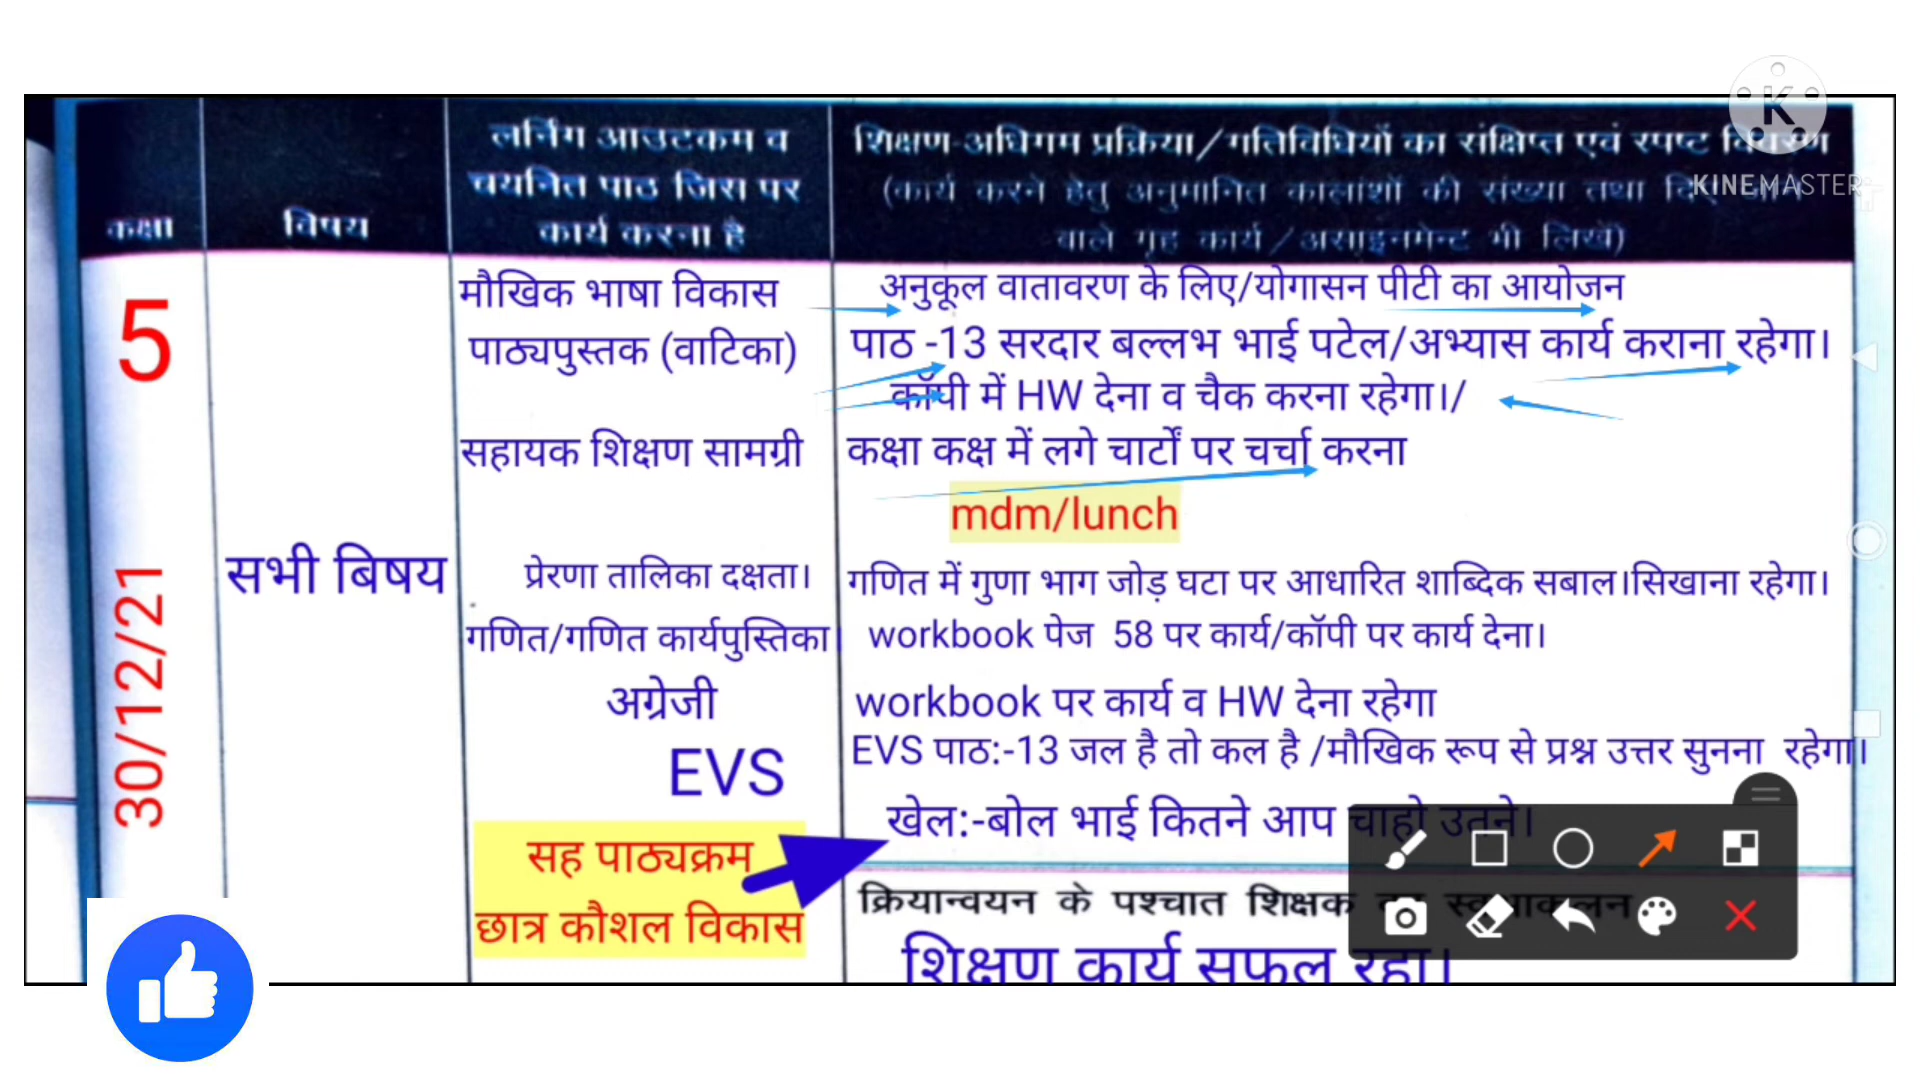 लर्निंग आउटकम व
चयनित पाठ जिस पर
कार्य करना है
शिक्षण-अधिगम प्रक्रिया/गतिविधियों का संक्षिप्त एवं स्पष्ट विवरण
(कार्य करने हेतु अनुमानित कालांशों की संख्या तथा
वाले गृह कार्य/असाइनमेन्ट भी लिखें)
कक्षा
विषय
KINEMASTER
5
30/12/21
सभी बिषय
मौखिक भाषा विकास
अनुकूल वातावरण के लिए/योगासन पीटी का आयोजन
पाठ्यपुस्तक (वाटिका)
पाठ -13 सरदार बल्लभ भाई पटेल/अभ्यास कार्य कराना रहेगा।
कॉपी में HW देना व चैक करना रहेगा।/
सहायक शिक्षण सामग्री
कक्षा कक्ष में लगे चार्टों पर चर्चा करना
mdm/lunch
प्रेरणा तालिका दक्षता।
गणित में गुणा भाग जोड़ घटा पर आधारित शाब्दिक सबाल।सिखाना रहेगा।
गणित/गणित कार्यपुस्तिका।
workbook पेज 58 पर कार्य/कॉपी पर कार्य देना।
अग्रेजी
workbook पर कार्य व HW देना रहेगा
EVS
EVS पाठ:-13 जल है तो कल है /मौखिक रूप से प्रश्न उत्तर सुनना रहेगा।
सह पाठ्यक्रम
छात्र कौशल विकास
खेल:-बोल भाई कितने आप चाहो उतने।
क्रियान्वयन के पश्चात शिक्षक
शिक्षण कार्य सफल रहा।